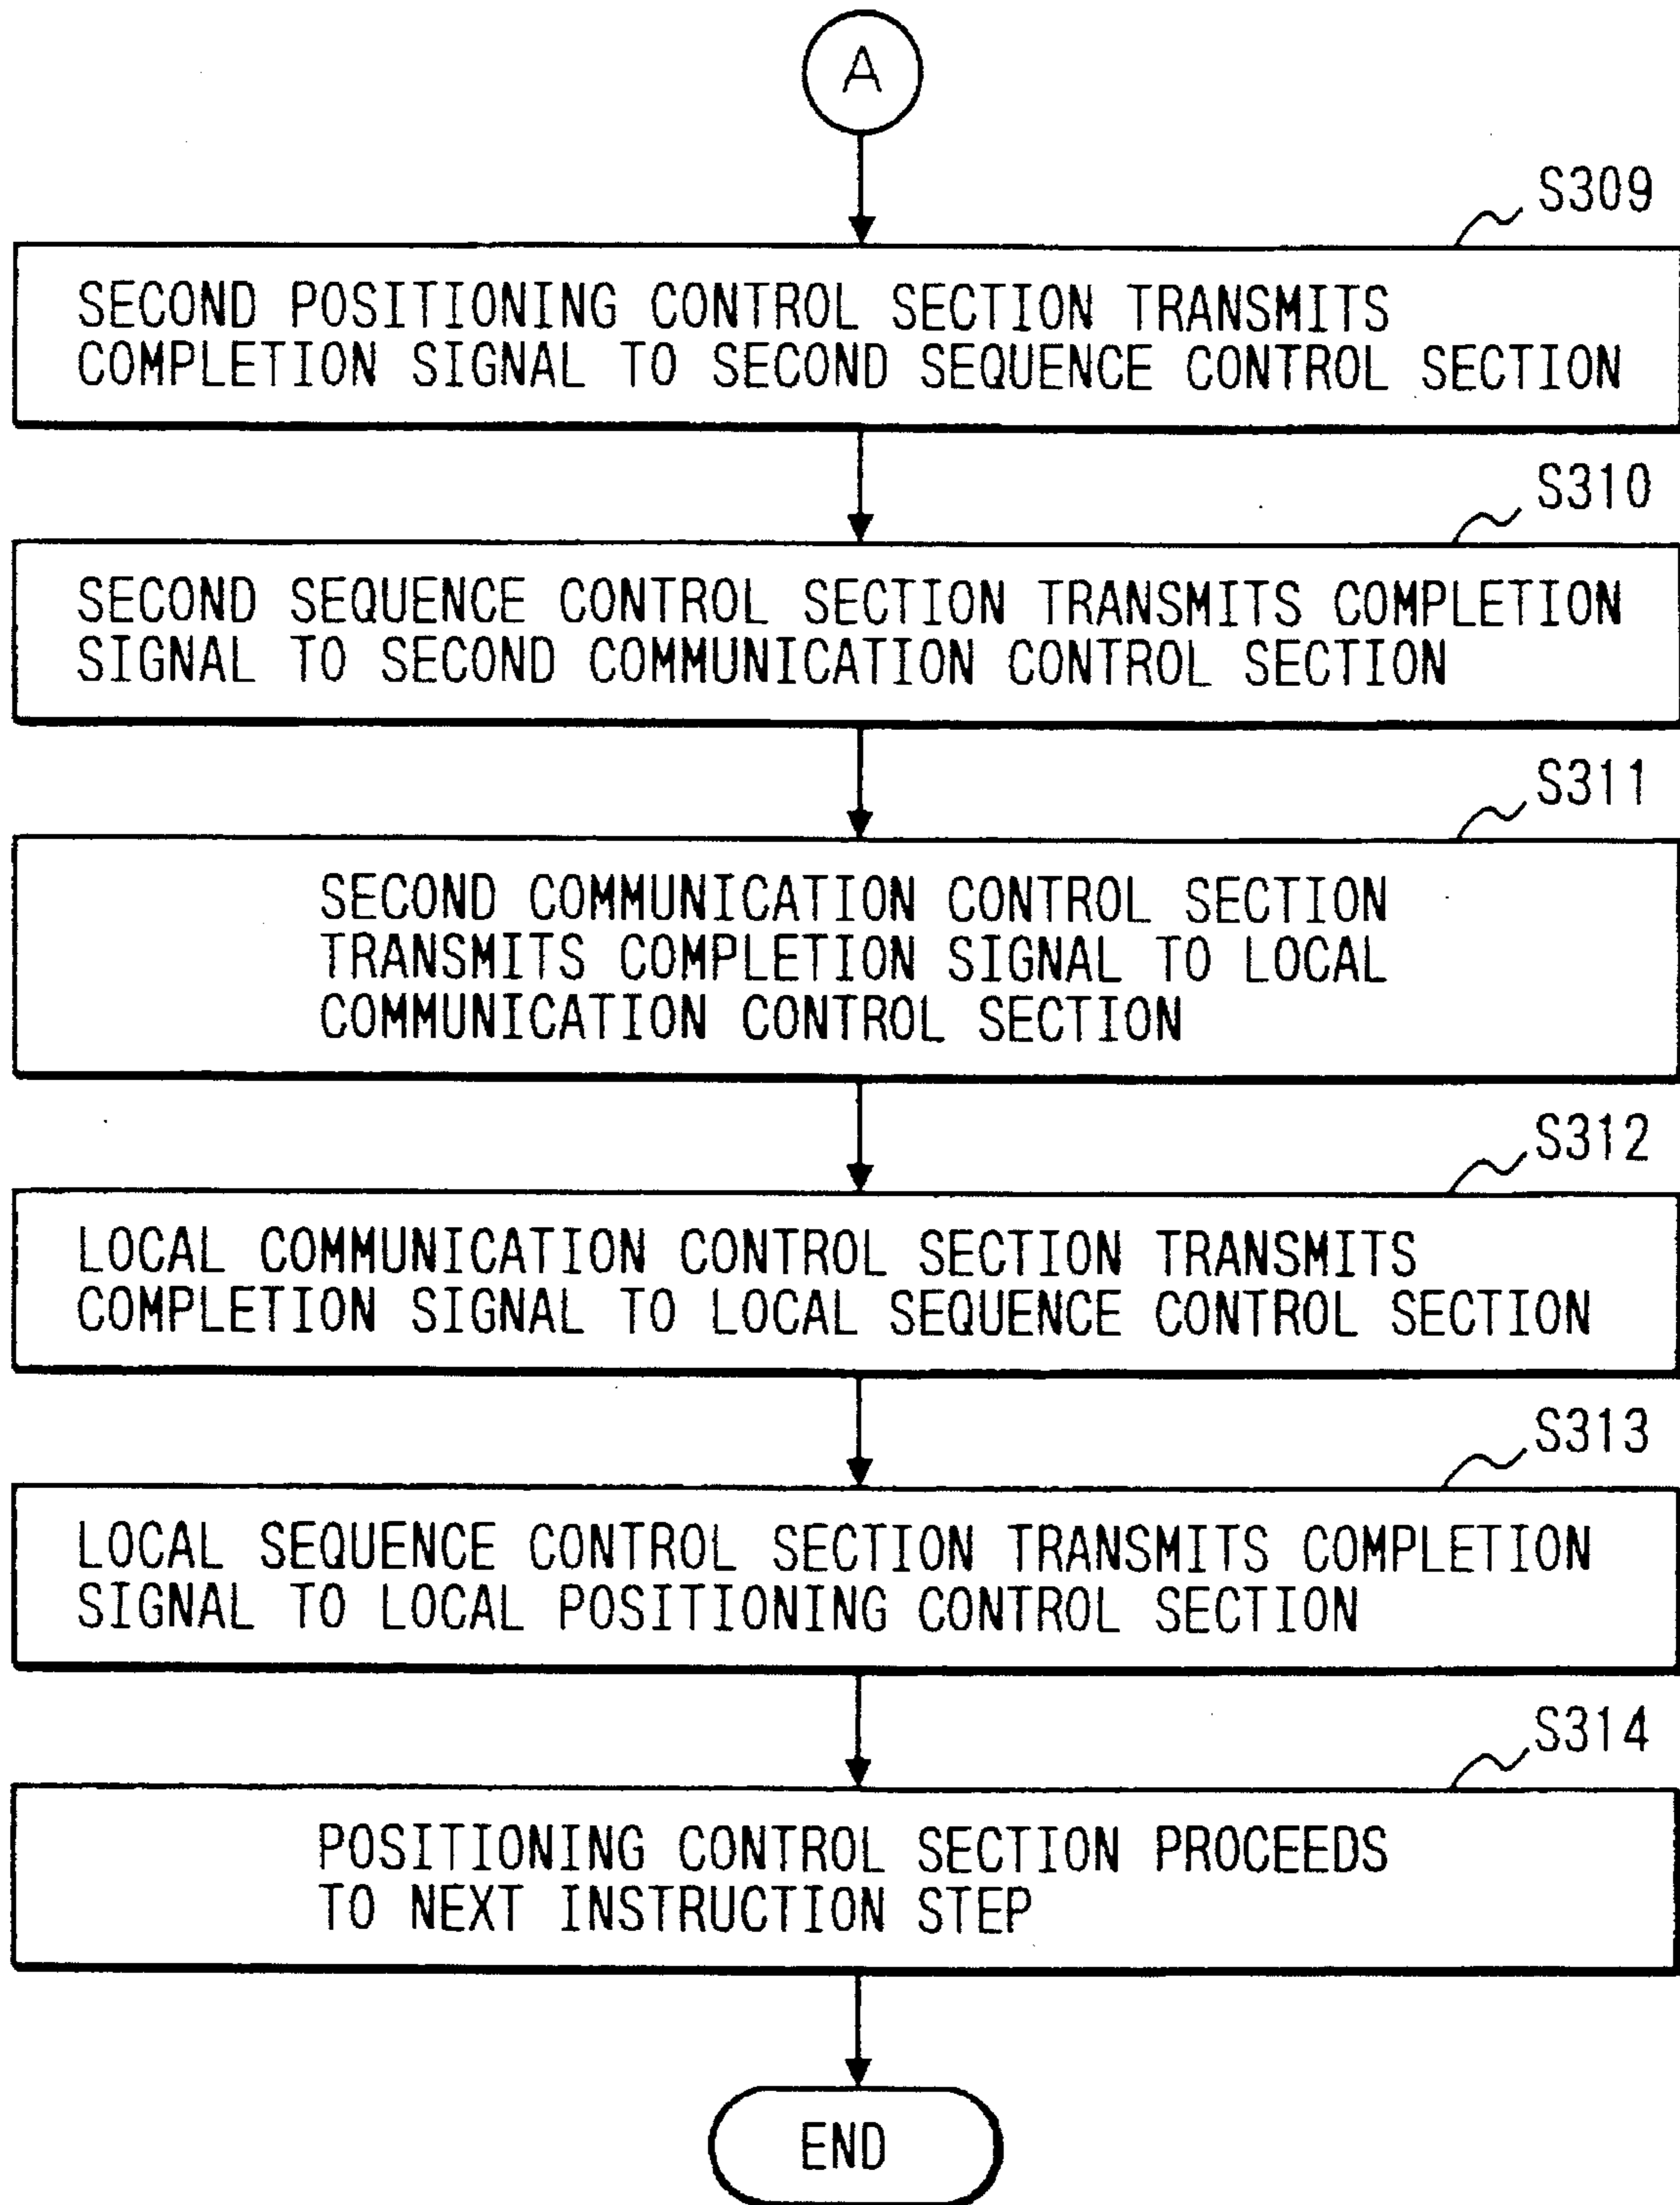 A
S309
SECOND POSITIONING CONTROL SECTION TRANSMITS
COMPLETION SIGNAL TO SECOND SEQUENCE CONTROL SECTION
S310
SECOND SEQUENCE CONTROL SECTION TRANSMITS COMPLETION
SIGNAL TO SECOND COMMUNICATION CONTROL SECTION
S311
SECOND COMMUNICATION CONTROL SECTION
TRANSMITS COMPLETION SIGNAL TO LOCAL
COMMUNICATION CONTROL SECTION
S312
LOCAL COMMUNICATION CONTROL SECTION TRANSMITS
COMPLETION SIGNAL TO LOCAL SEQUENCE CONTROL SECTION
S313
LOCAL SEQUENCE CONTROL SECTION TRANSMITS COMPLETION
SIGNAL TO LOCAL POSITIONING CONTROL SECTION
S314
POSITIONING CONTROL SECTION PROCEEDS
TO NEXT INSTRUCTION STEP
END